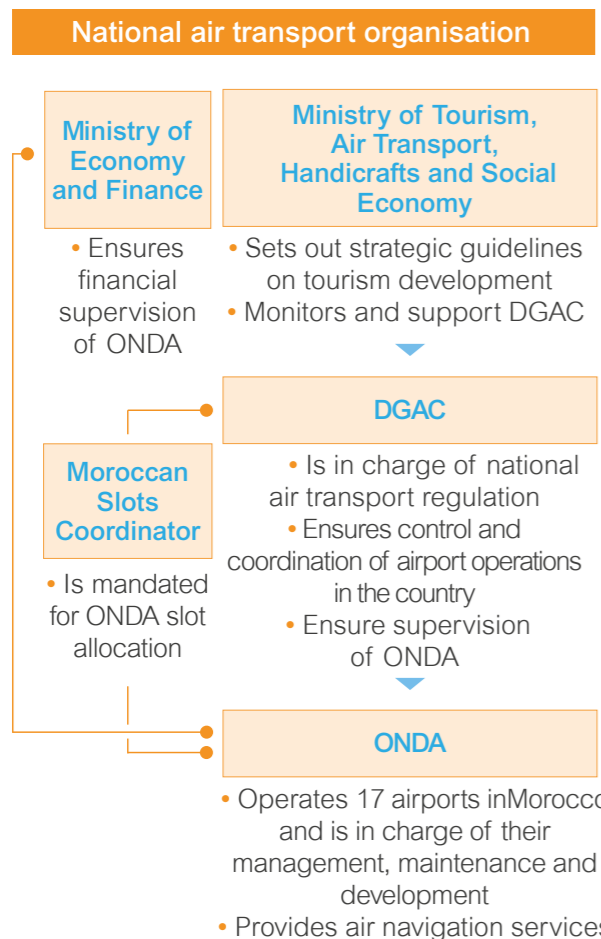 National air transport organisation
Ministry of
Economy
and Finance
• Ensures
financial
supervision
of ONDA
Ministry of Tourism,
Air Transport,
Handicrafts and Social
Economy
• Sets out strategic guidelines
on tourism development
• Monitors and support DGAC
DGAC
• Is in charge of national
air transport regulation
• Ensures control and
coordination of airport operations
in the country
• Ensure supervision
of ONDA
Moroccan
Slots
Coordinator
• Is mandated
for ONDA slot
allocation
ONDA
• Operates 17 airports inMorocco
and is in charge of their
management, maintenance and
development
• Provides air navigation services